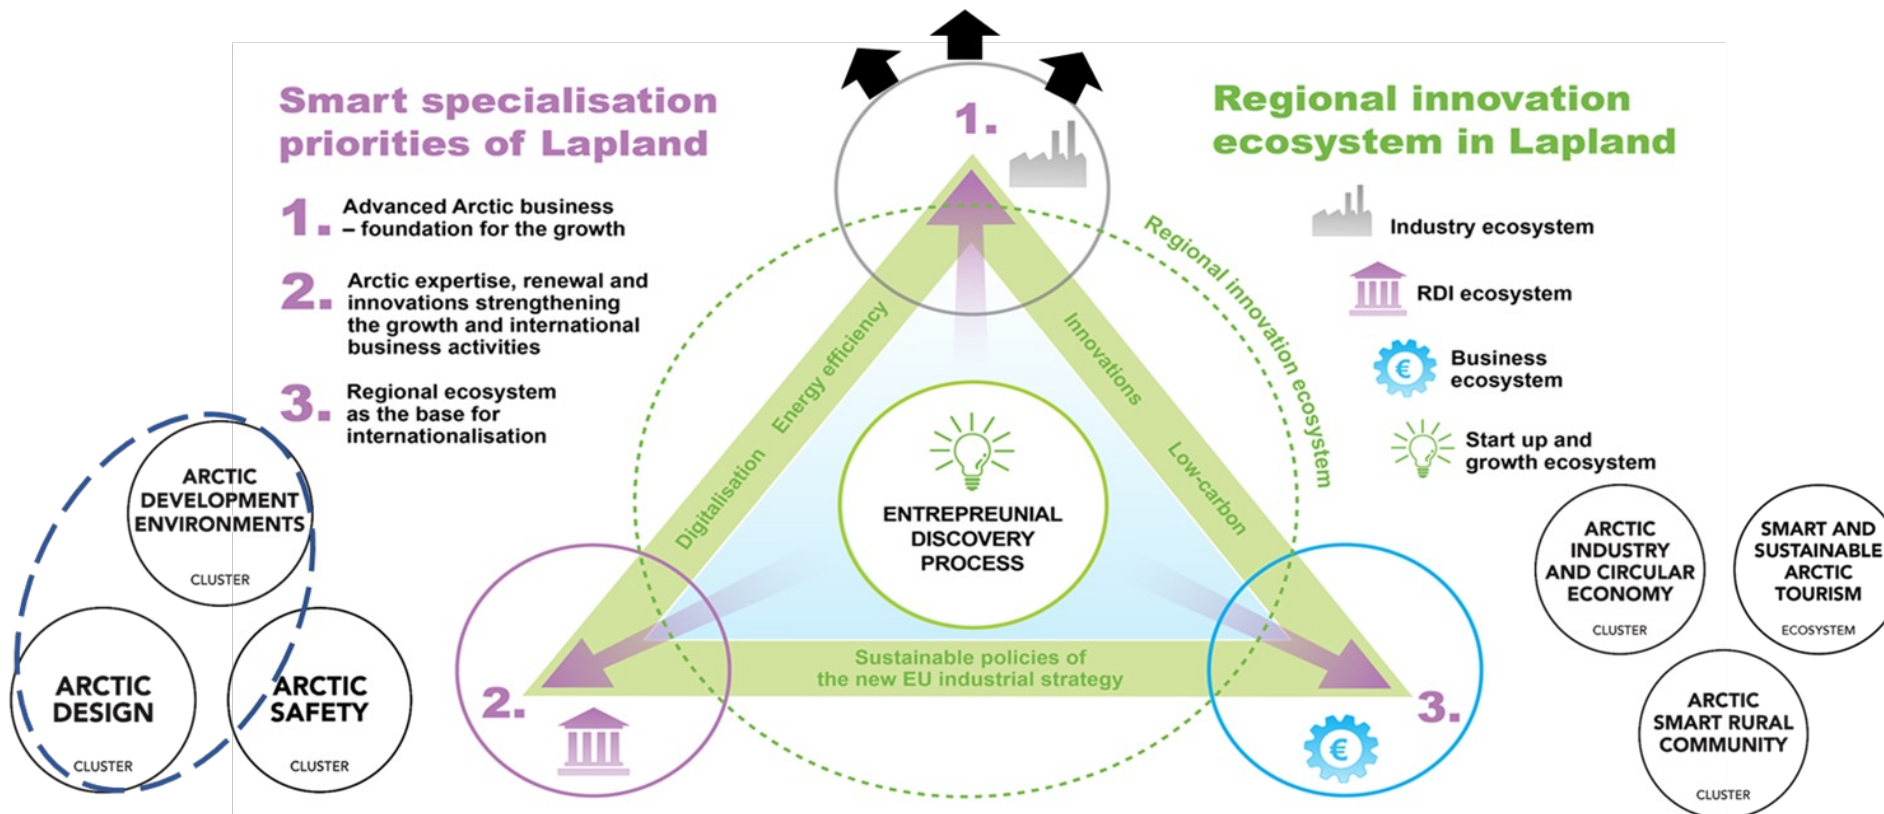 Smart specialisation
priorities of Lapland
1. Advanced Arctic business
– foundation for the growth
2. Arctic expertise, renewal and
innovations strengthening
the growth and international
business activities
3. Regional ecosystem
as the base for
internationalisation
ARCTIC
DEVELOPMENT
ENVIRONMENTS
CLUSTER
ARCTIC
DESIGN
CLUSTER
ARCTIC
SAFETY
CLUSTER
1.
Energy efficiency
Digitalisation
Innovations
Low-carbon
Regional innovation ecosystem
ENTREPREUNIAL
DISCOVERY
PROCESS
Sustainable policies of
the new EU industrial strategy
2.
3.
€
Regional innovation
ecosystem in Lapland
Industry ecosystem
RDI ecosystem
€
Business
ecosystem
Start up and
growth ecosystem
ARCTIC
INDUSTRY
AND CIRCULAR
ECONOMY
CLUSTER
SMART AND
SUSTAINABLE
ARCTIC
TOURISM
ECOSYSTEM
ARCTIC
SMART RURAL
COMMUNITY
CLUSTER